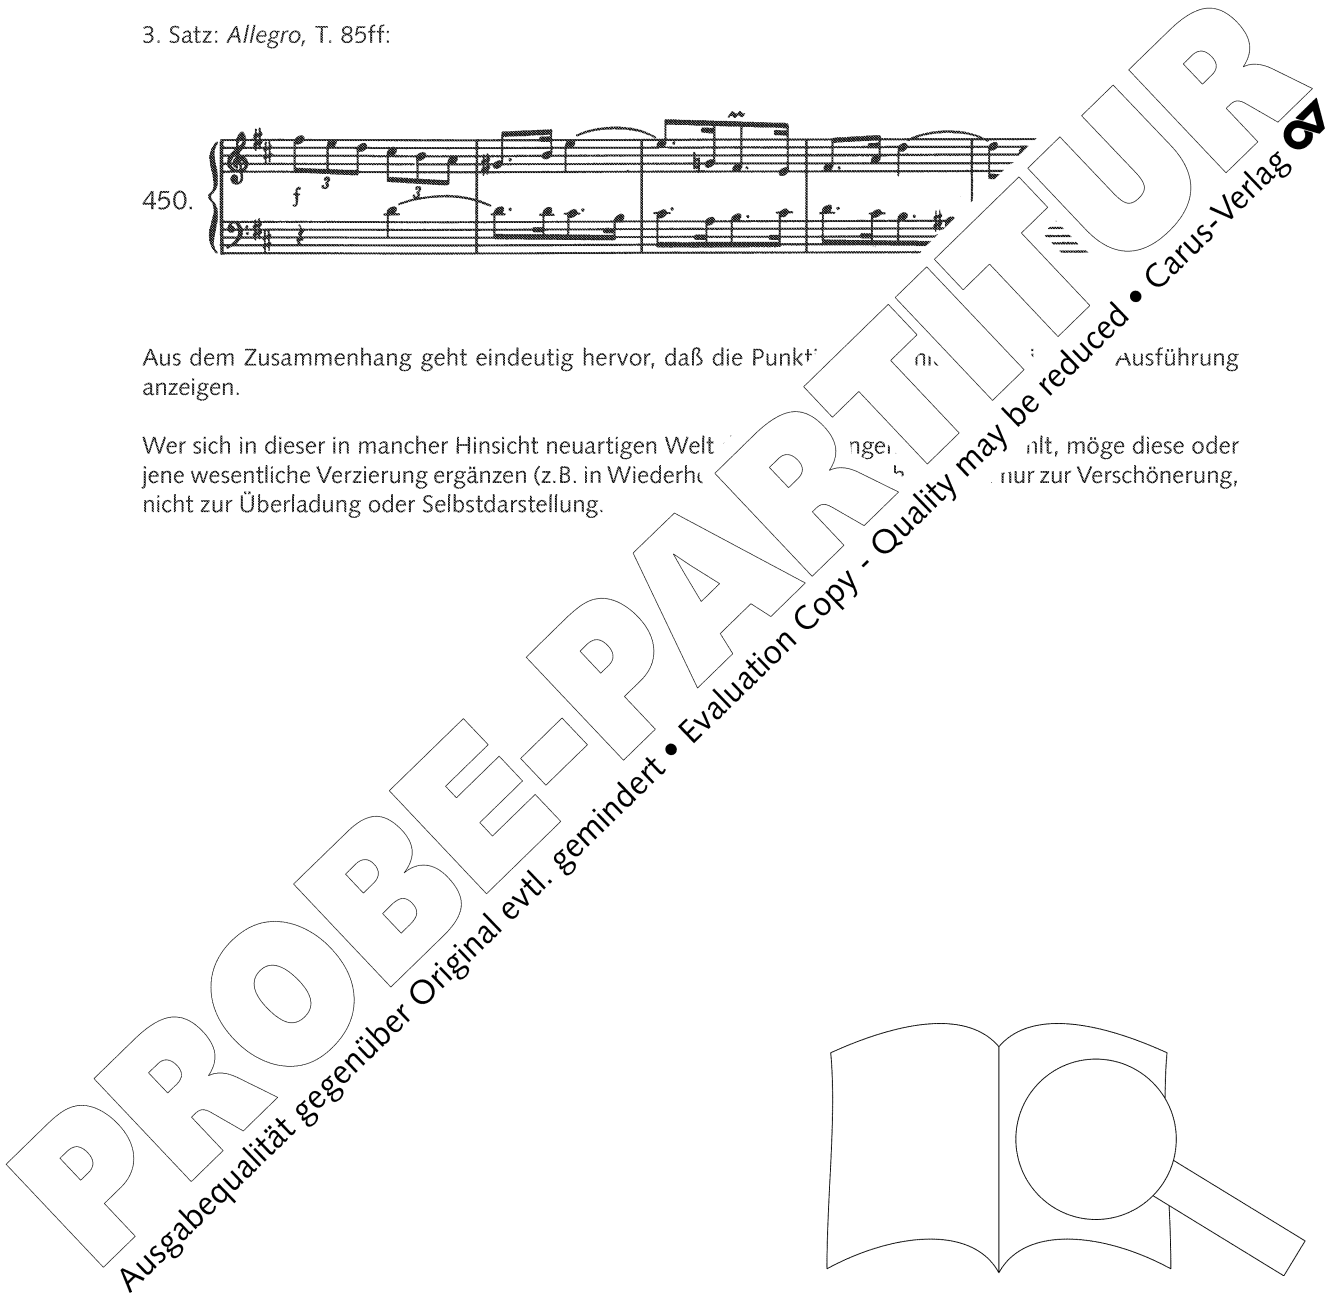 3. Satz: Allegro, T. 85ff:
3
f
3
450.
Aus dem Zusammenhang geht eindeutig hervor, daß die Ausführung
anzeigen.
Wer sich in dieser in mancher Hinsicht neuartigen Welt möge diese oder
jene wesentliche Verzierung ergänzen (z.B. in nur zur Verschönerung,
nicht zur Überladung oder Selbstdarstellung.
PROBE-PARTITUR
Ausgabequalität gegenüber Original evtl. gemindert • Evaluation Copy - Quality may be reduced • Carus-Verlag